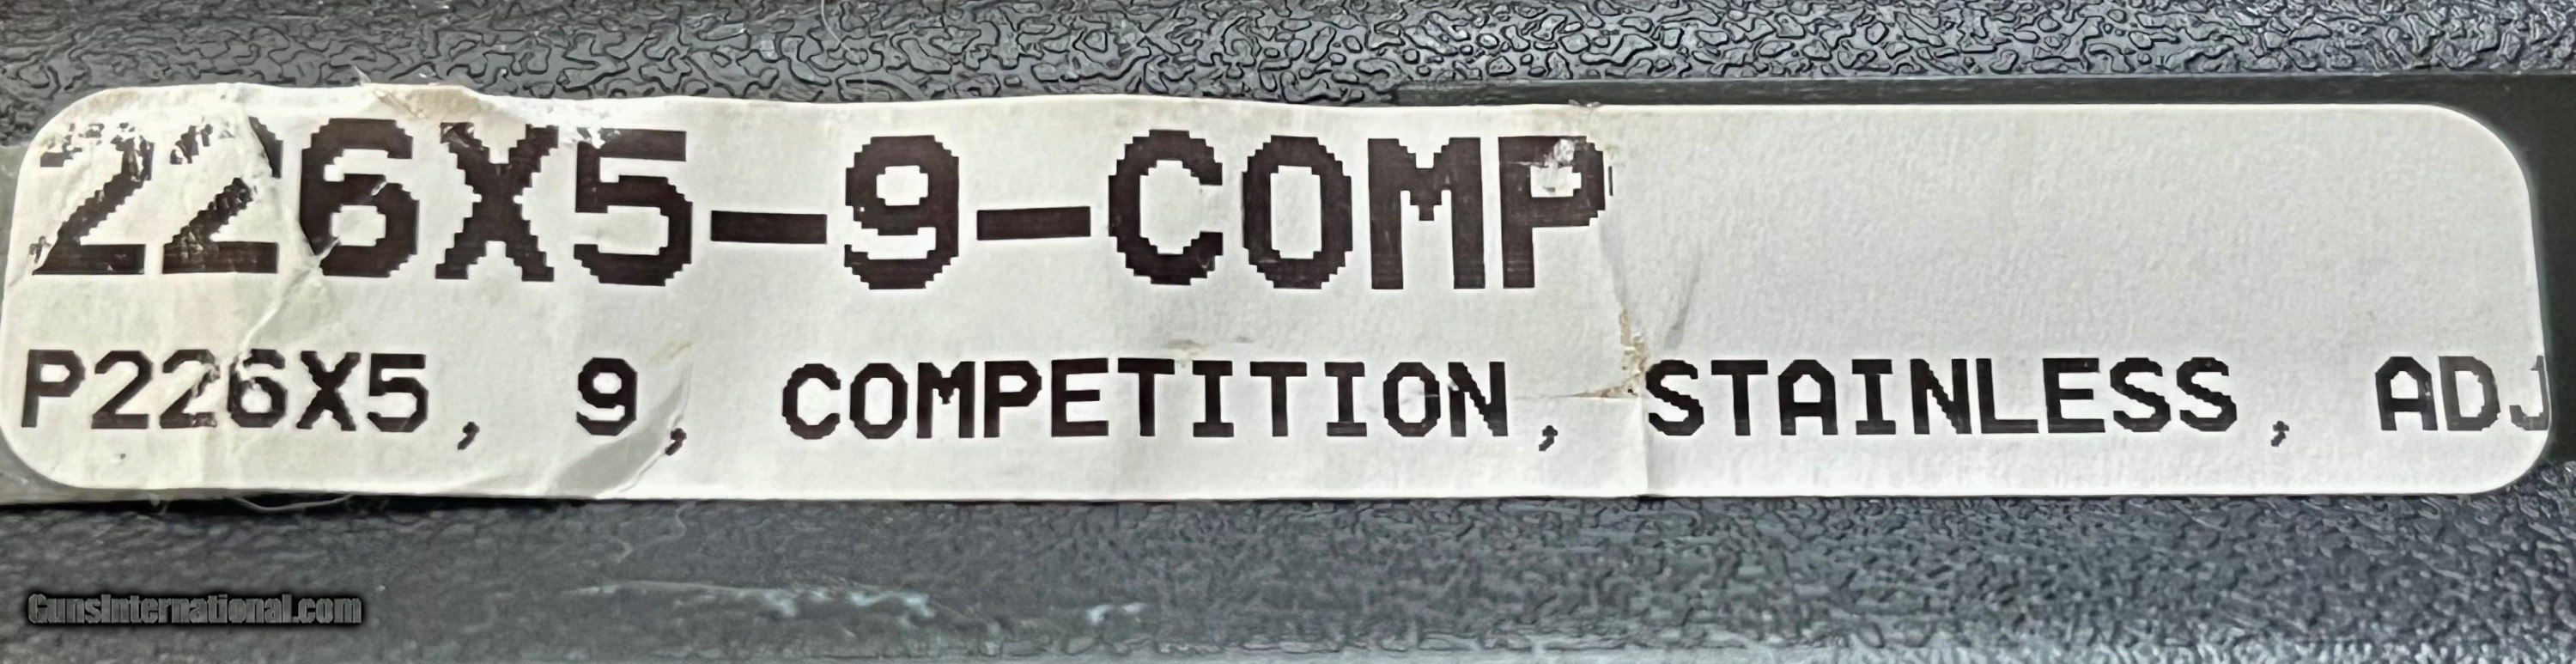 226X5-9-COMP
P226X5, 9, COMPETITION, STAINLESS, ADJ
GunsInternational.com